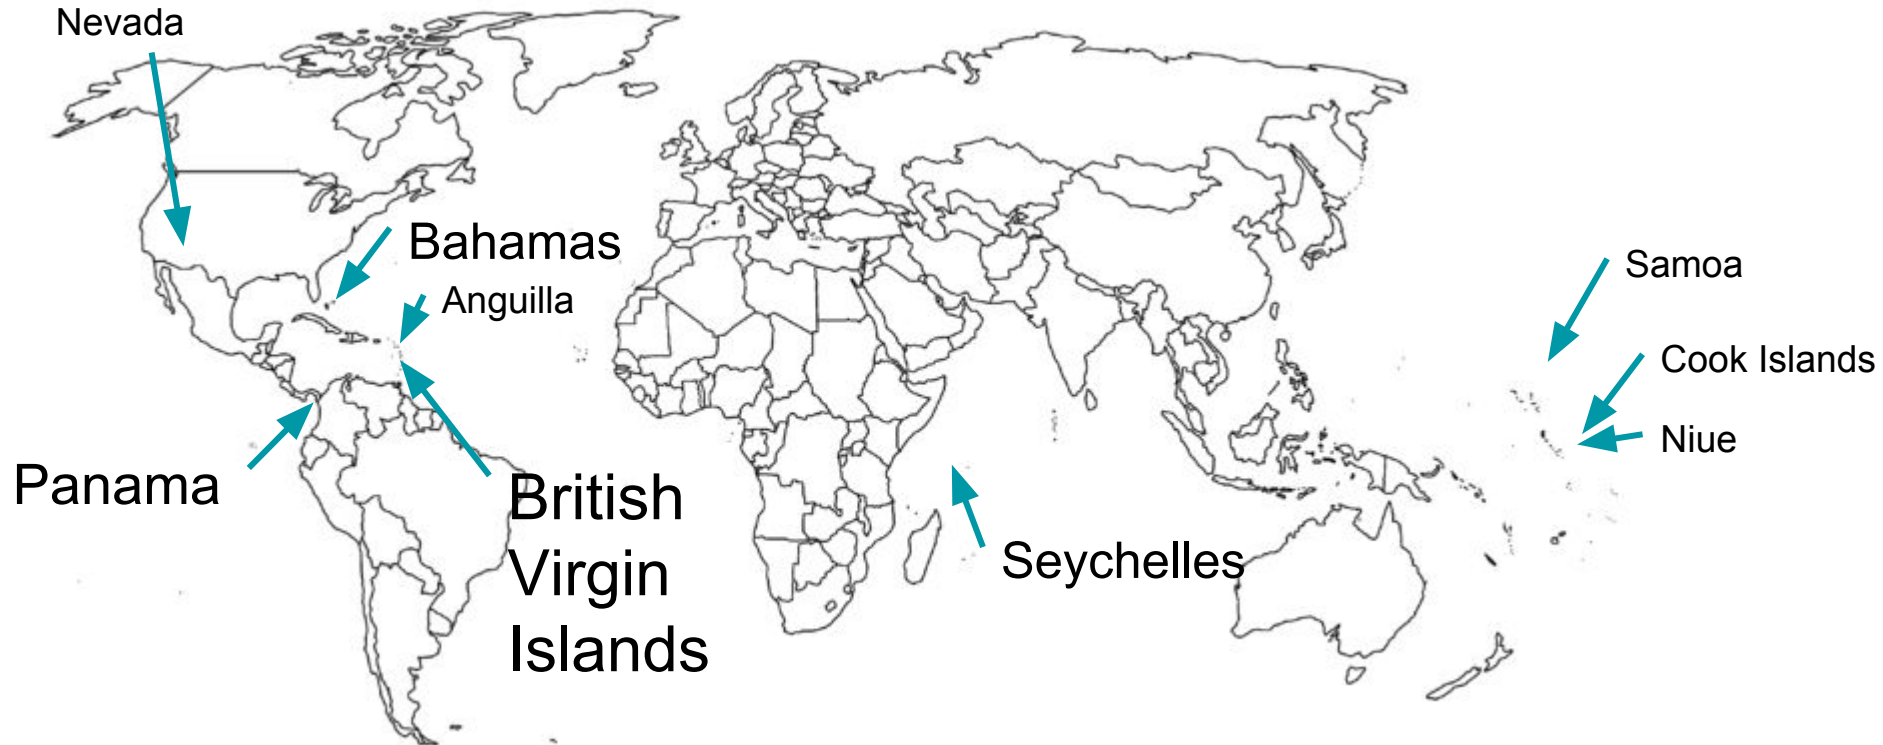 Nevada
Bahamas
Anguilla
Samoa
Cook Islands
Niue
Panama
British
Virgin
Islands
Seychelles